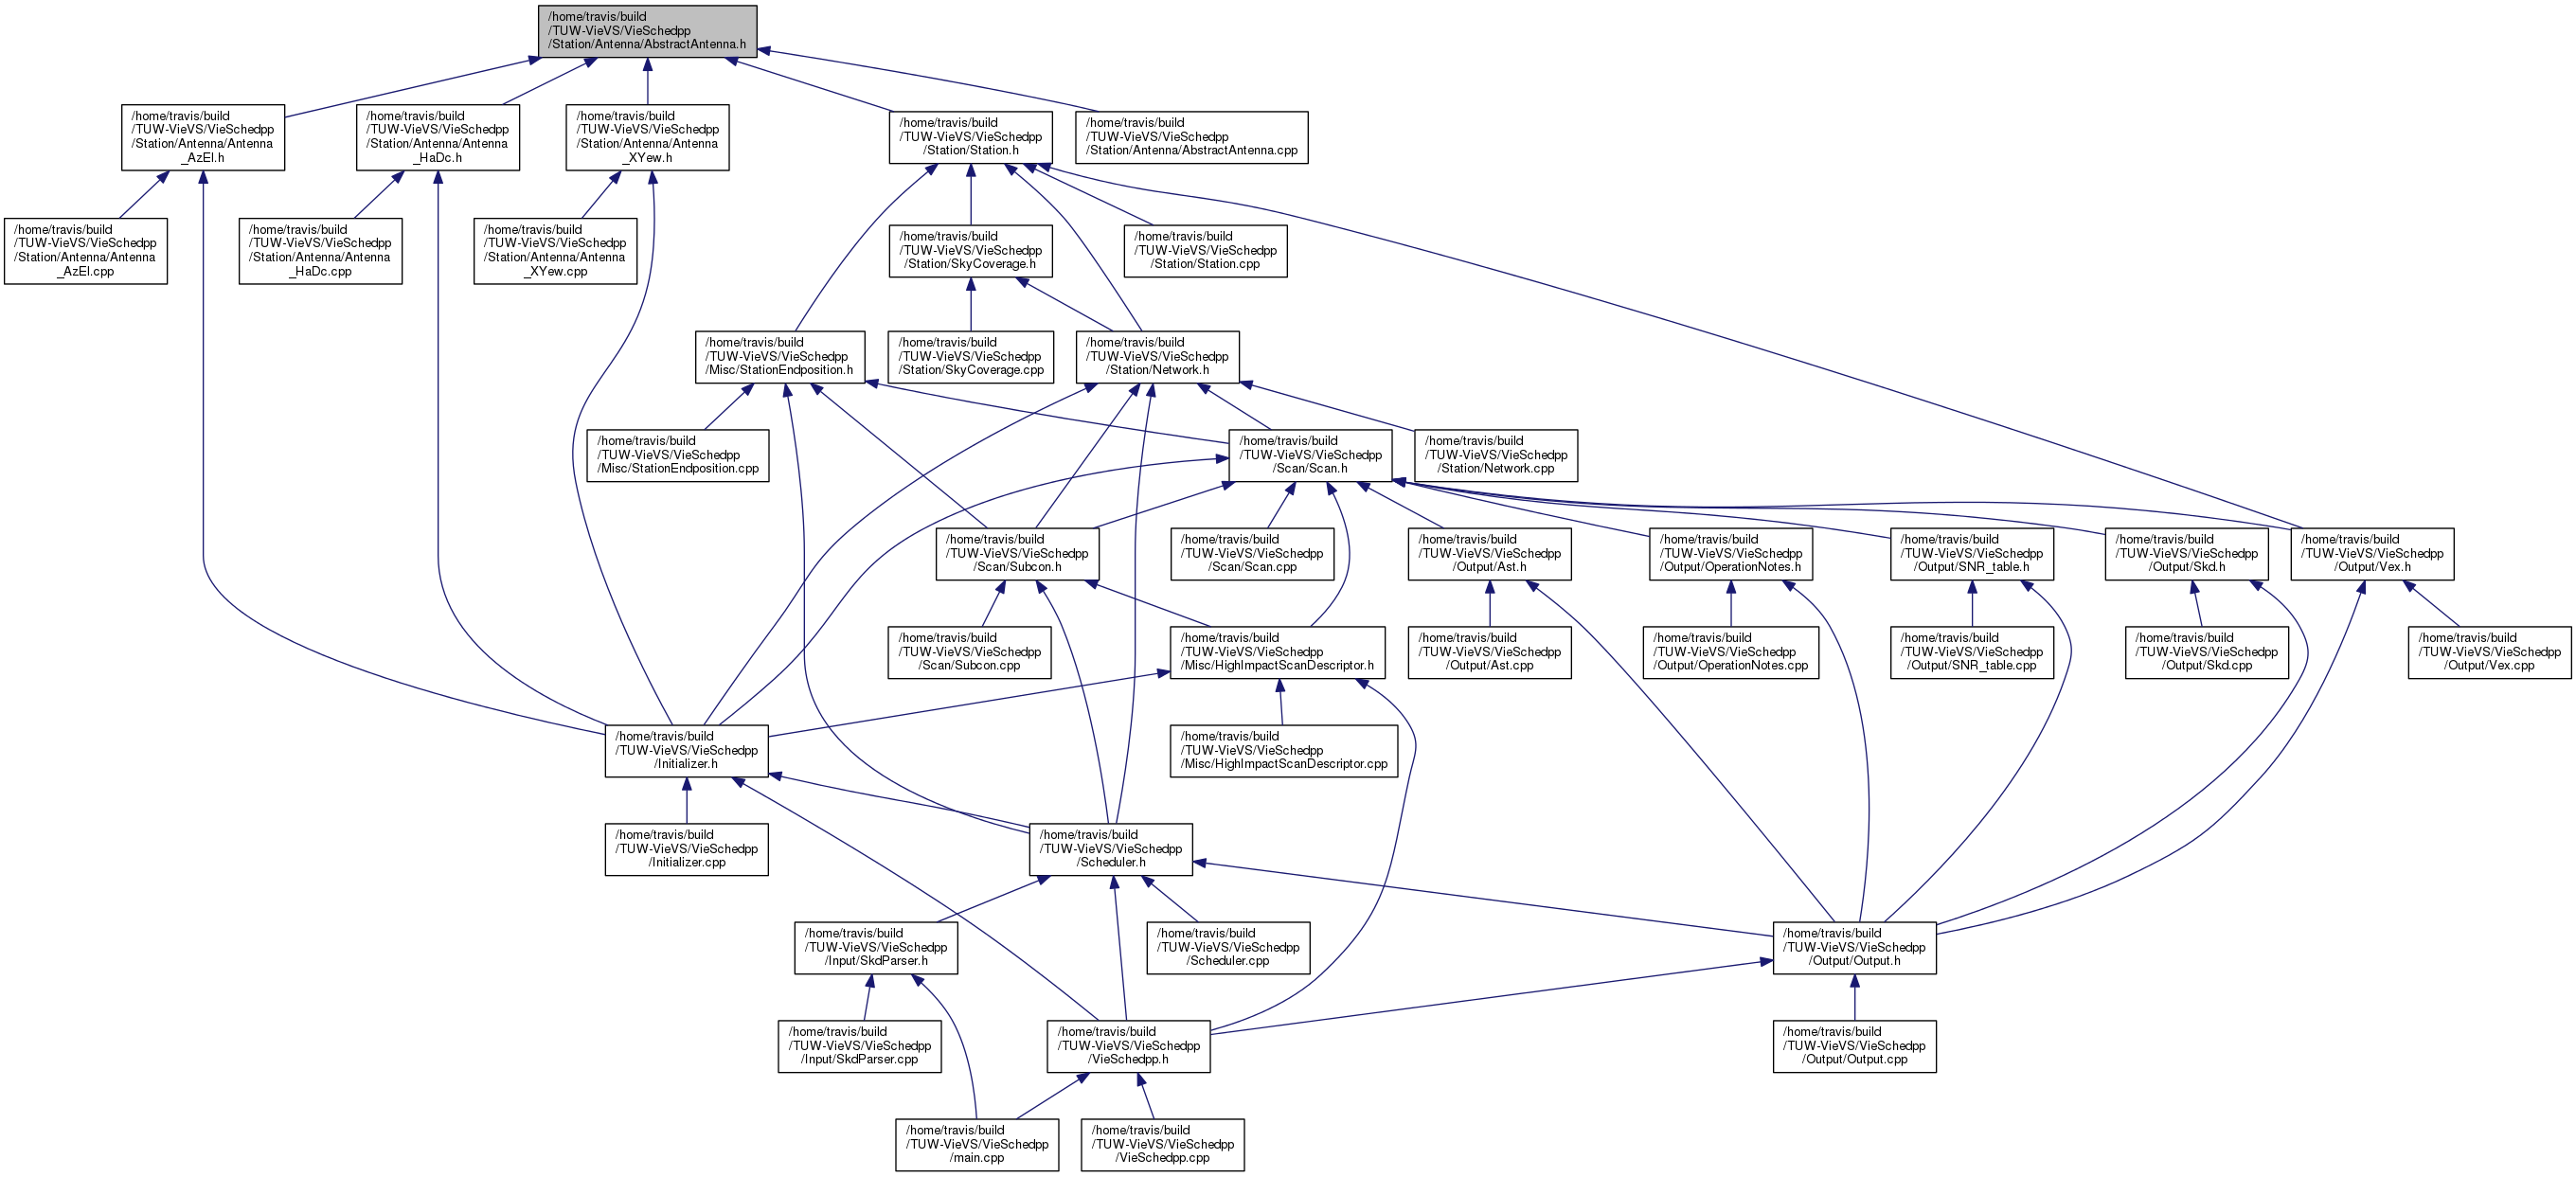 /home/travis/build
/TUW-VieVS/VieSchedpp
/Station/Antenna/AbstractAntenna.h
/home/travis/build
/TUW-VieVS/VieSchedpp
/Station/Antenna/Antenna
_AzEl.h
/home/travis/build
/TUW-VieVS/VieSchedpp
/Station/Antenna/Antenna
_HaDc.h
/home/travis/build
/TUW-VieVS/VieSchedpp
/Station/Antenna/Antenna
_XYew.h
/home/travis/build
/TUW-VieVS/VieSchedpp
/Station/Station.h
/home/travis/build
/TUW-VieVS/VieSchedpp
/Station/Antenna/AbstractAntenna.cpp
/home/travis/build
/TUW-VieVS/VieSchedpp
/Station/Antenna/Antenna
_AzEl.cpp
/home/travis/build
/TUW-VieVS/VieSchedpp
/Station/Antenna/Antenna
_HaDc.cpp
/home/travis/build
/TUW-VieVS/VieSchedpp
/Station/Antenna/Antenna
_XYew.cpp
/home/travis/build
/TUW-VieVS/VieSchedpp
/Station/SkyCoverage.h
/home/travis/build
/TUW-VieVS/VieSchedpp
/Station/Station.cpp
/home/travis/build
/TUW-VieVS/VieSchedpp
/Misc/StationEndposition.h
/home/travis/build
/TUW-VieVS/VieSchedpp
/Station/SkyCoverage.cpp
/home/travis/build
/TUW-VieVS/VieSchedpp
/Station/Network.h
/home/travis/build
/TUW-VieVS/VieSchedpp
/Misc/StationEndposition.cpp
/home/travis/build
/TUW-VieVS/VieSchedpp
/Scan/Scan.h
/home/travis/build
/TUW-VieVS/VieSchedpp
/Station/Network.cpp
/home/travis/build
/TUW-VieVS/VieSchedpp
/Scan/Subcon.h
/home/travis/build
/TUW-VieVS/VieSchedpp
/Scan/Scan.cpp
/home/travis/build
/TUW-VieVS/VieSchedpp
/Output/Ast.h
/home/travis/build
/TUW-VieVS/VieSchedpp
/Output/OperationNotes.h
/home/travis/build
/TUW-VieVS/VieSchedpp
/Output/SNR_table.h
/home/travis/build
/TUW-VieVS/VieSchedpp
/Output/Skd.h
/home/travis/build
/TUW-VieVS/VieSchedpp
/Output/Vex.h
/home/travis/build
/TUW-VieVS/VieSchedpp
/Scan/Subcon.cpp
/home/travis/build
/TUW-VieVS/VieSchedpp
/Misc/HighImpactScanDescriptor.h
/home/travis/build
/TUW-VieVS/VieSchedpp
/Output/Ast.cpp
/home/travis/build
/TUW-VieVS/VieSchedpp
/Output/OperationNotes.cpp
/home/travis/build
/TUW-VieVS/VieSchedpp
/Output/SNR_table.cpp
/home/travis/build
/TUW-VieVS/VieSchedpp
/Output/Skd.cpp
/home/travis/build
/TUW-VieVS/VieSchedpp
/Output/Vex.cpp
/home/travis/build
/TUW-VieVS/VieSchedpp
/Initializer.h
/home/travis/build
/TUW-VieVS/VieSchedpp
/Misc/HighImpactScanDescriptor.cpp
/home/travis/build
/TUW-VieVS/VieSchedpp
/Initializer.cpp
/home/travis/build
/TUW-VieVS/VieSchedpp
/Scheduler.h
/home/travis/build
/TUW-VieVS/VieSchedpp
/Input/SkdParser.h
/home/travis/build
/TUW-VieVS/VieSchedpp
/Scheduler.cpp
/home/travis/build
/TUW-VieVS/VieSchedpp
/Output/Output.h
/home/travis/build
/TUW-VieVS/VieSchedpp
/Input/SkdParser.cpp
/home/travis/build
/TUW-VieVS/VieSchedpp
/VieSchedpp.h
/home/travis/build
/TUW-VieVS/VieSchedpp
/Output/Output.cpp
/home/travis/build
/TUW-VieVS/VieSchedpp
/main.cpp
/home/travis/build
/TUW-VieVS/VieSchedpp
/VieSchedpp.cpp